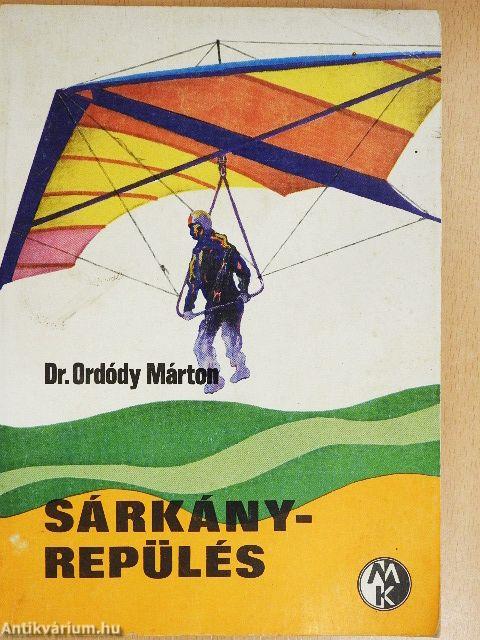 Dr. Ordódy Márton
SÁRKÁNY-
REPÜLÉS
MK
Antikvárium.hu